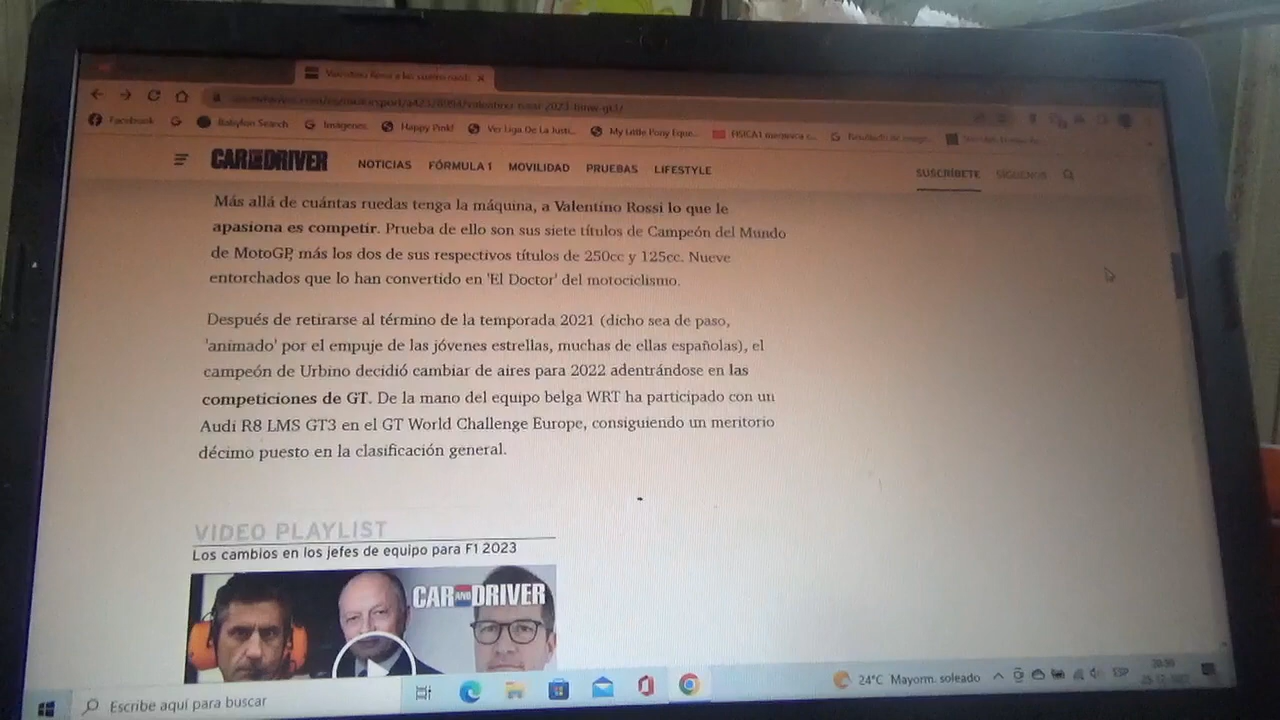 Valentino Rossi a
Facebook
G
Babylon Search
Imágenes
Happy Pink!
Ver Liga De La Justi...
My Little Pony Eque...
FISICA1 mecanica c...
Resultado de image...
CAR AND DRIVER
NOTICIAS FÓRMULA 1 MOVILIDAD PRUEBAS LIFESTYLE
SUSCRÍBETE SÍGUENOS
Más allá de cuántas ruedas tenga la máquina, a Valentino Rossi lo que le
apasiona es competir. Prueba de ello son sus siete títulos de Campeón del Mundo
de MotoGP, más los dos de sus respectivos títulos de 250cc y 125cc. Nueve
entorchados que lo han convertido en 'El Doctor' del motociclismo.
Después de retirarse al término de la temporada 2021 (dicho sea de paso,
'animado' por el empuje de las jóvenes estrellas, muchas de ellas españolas), el
campeón de Urbino decidió cambiar de aires para 2022 adentrándose en las
competiciones de GT. De la mano del equipo belga WRT ha participado con un
Audi R8 LMS GT3 en el GT World Challenge Europe, consiguiendo un meritorio
décimo puesto en la clasificación general.
VIDEO PLAYLIST
Los cambios en los jefes de equipo para F1 2023
CAR AND DRIVER
Escribe aquí para buscar
24°C Mayorm. soleado
ESP